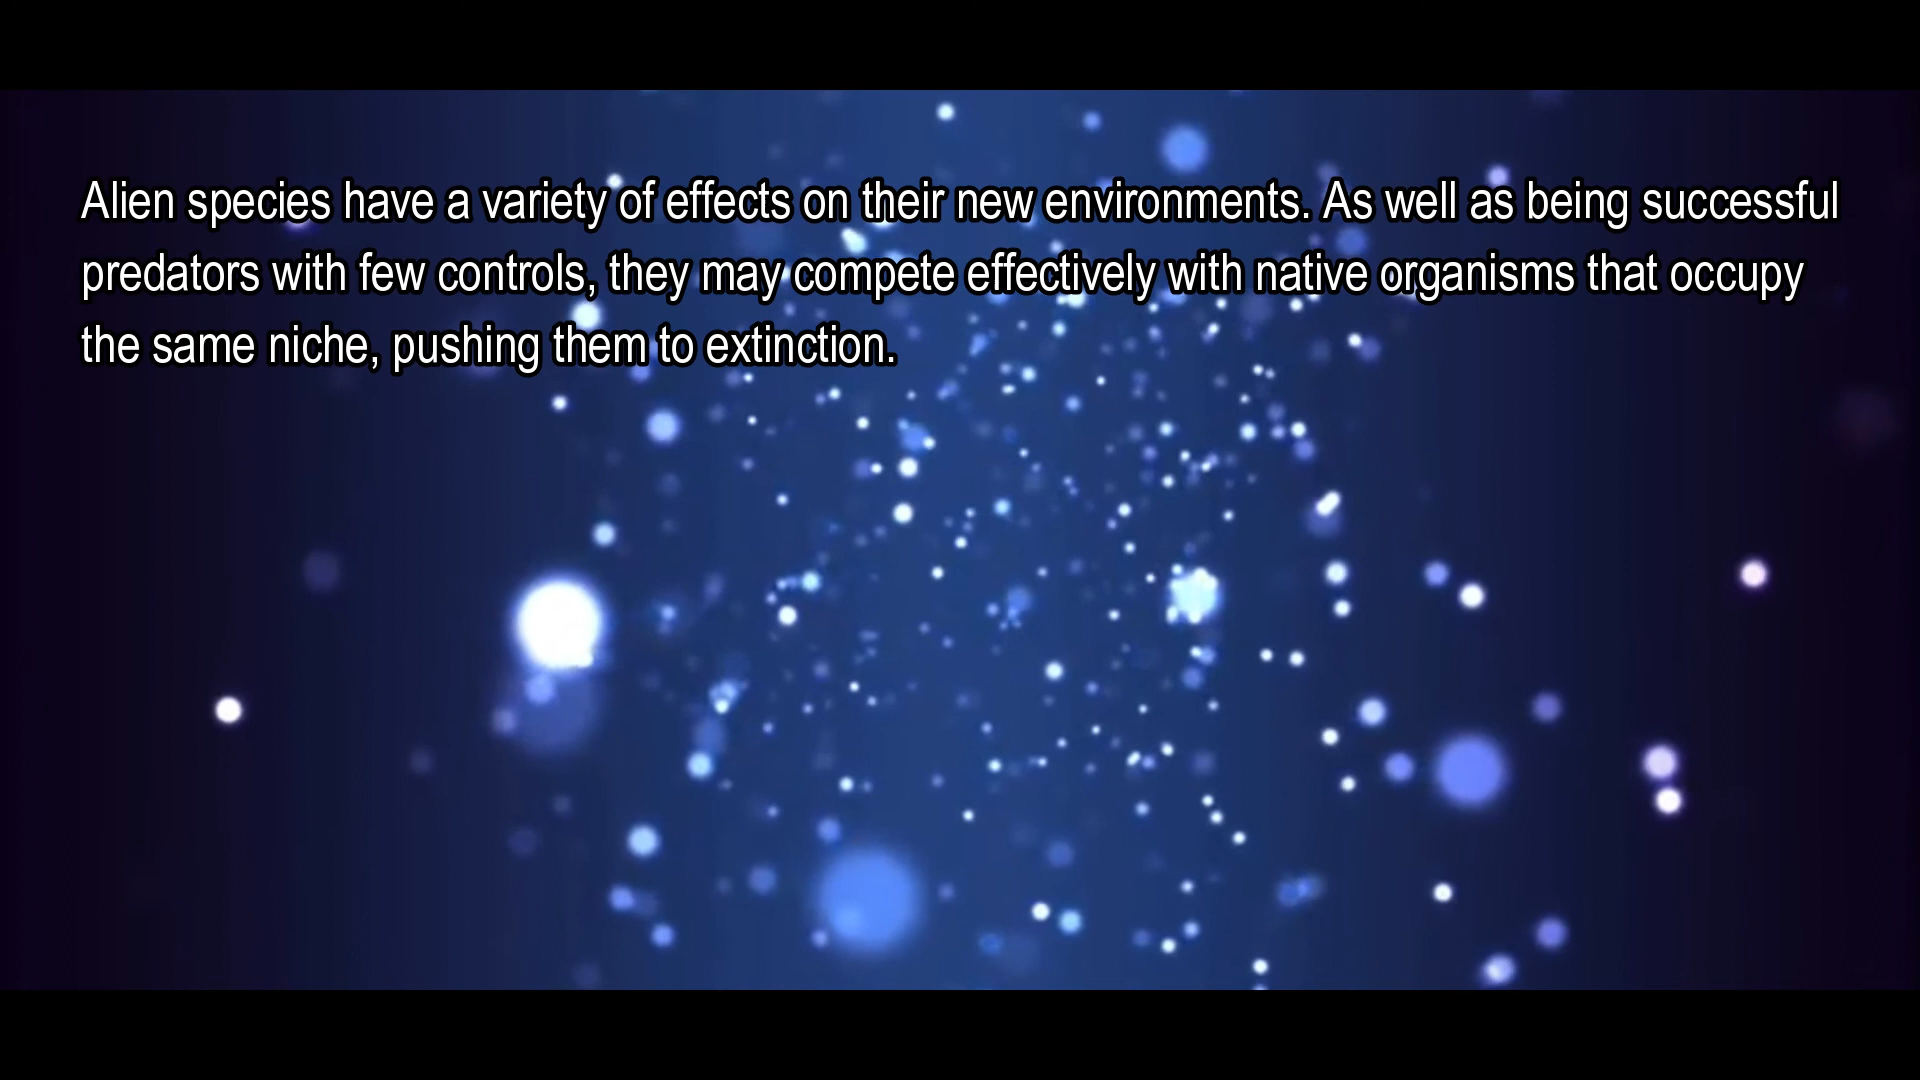 Alien species have a variety of effects on their new environments. As well as being successful
predators with few controls, they may compete effectively with native organisms that occupy
the same niche, pushing them to extinction.